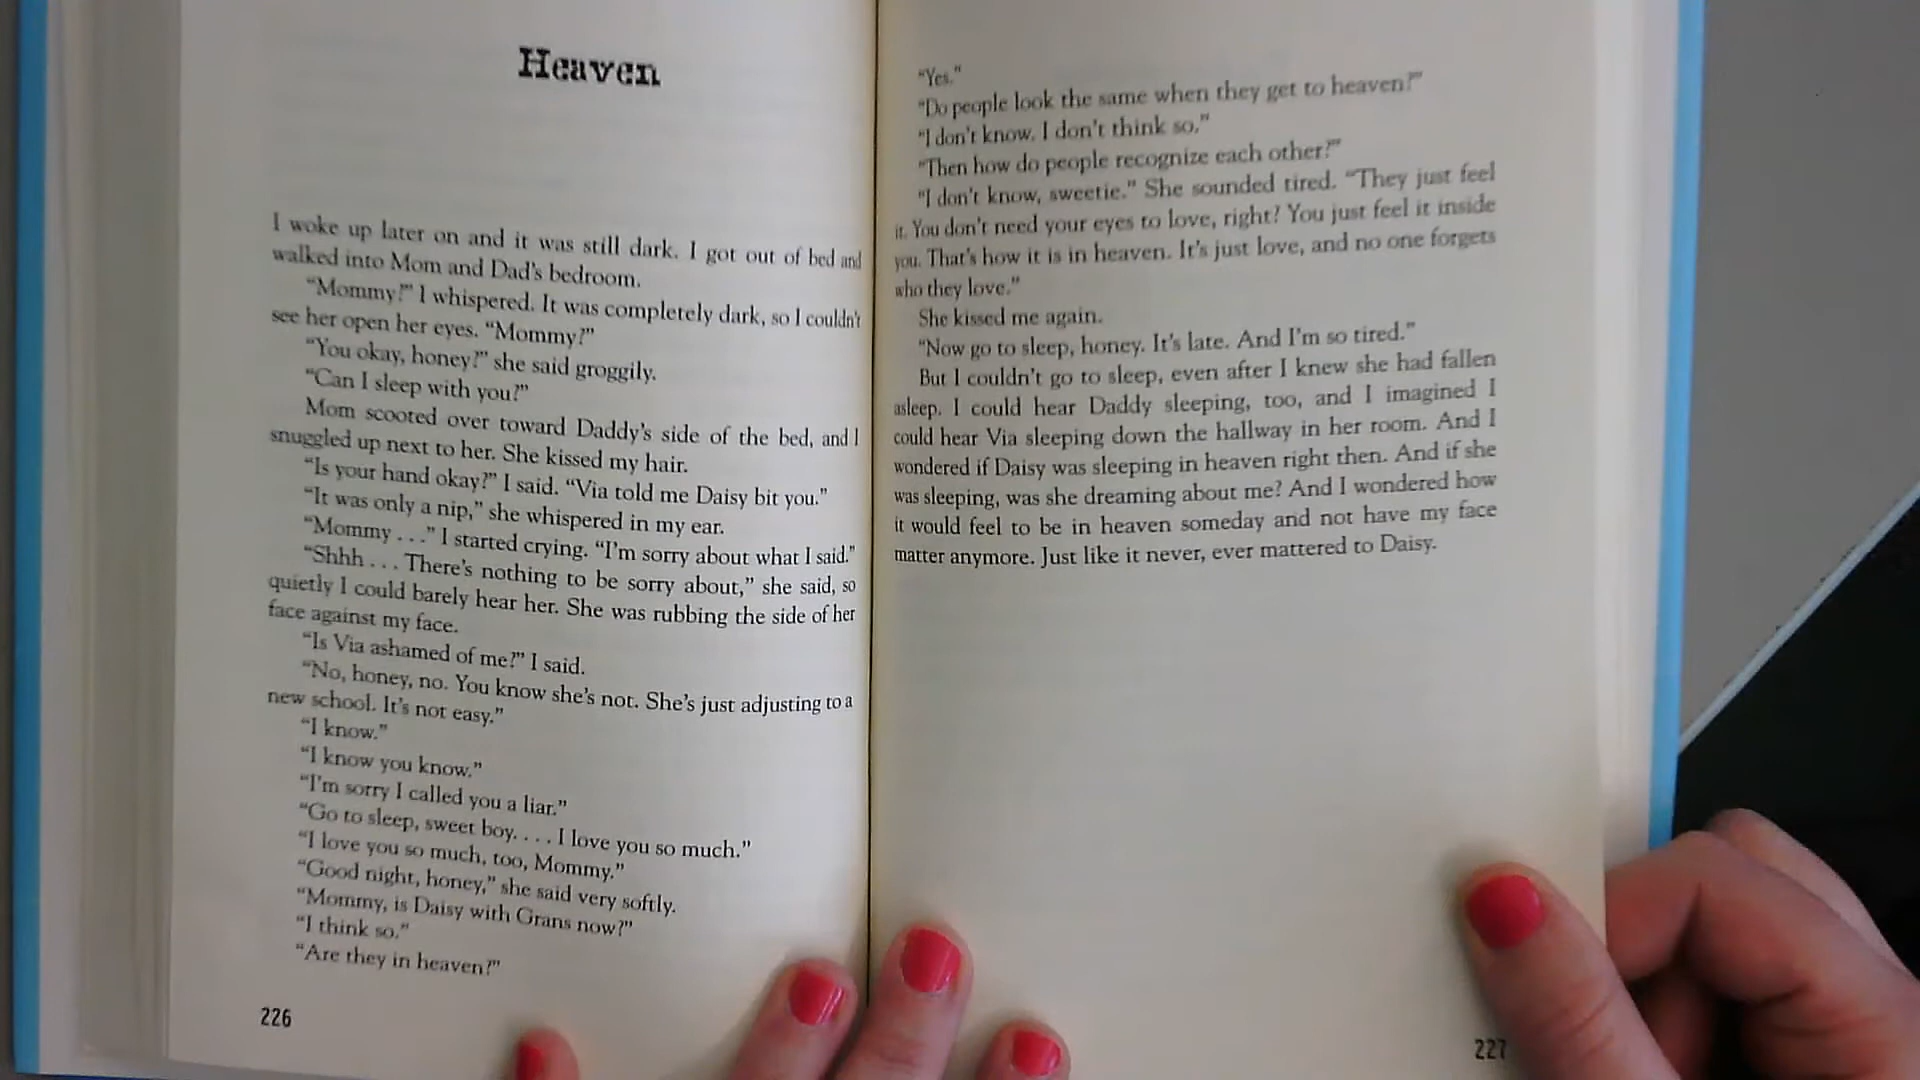 Heaven
I woke up later on and it was still dark. I got out of bed and
walked into Mom and Dad's bedroom.
"Mommy?" I whispered. It was completely dark, so I couldn't
see her open her eyes. "Mommy?"
"You okay, honey?" she said groggily.
"Can I sleep with you?"
Mom scooted over toward Daddy's side of the bed, and I
snuggled up next to her. She kissed my hair.
"Is your hand okay?" I said. "Via told me Daisy bit you."
"It was only a nip," she whispered in my ear.
"Mommy . . ." I started crying. "I'm sorry about what I said."
"Shhh . . . There's nothing to be sorry about," she said, so
quietly I could barely hear her. She was rubbing the side of her
face against my face.
"Is Via ashamed of me?" I said.
"No, honey, no. You know she's not. She's just adjusting to a
new school. It's not easy."
"I know."
"I know you know."
"I'm sorry I called you a liar."
"Go to sleep, sweet boy. . . . I love you so much."
"I love you so much, too, Mommy."
"Good night, honey," she said very softly.
"Mommy, is Daisy with Grans now?"
"I think so."
"Are they in heaven?"
226
"Yes."
"Do people look the same when they get to heaven?"
"I don't know. I don't think so."
"Then how do people recognize each other?"
"I don't know, sweetie." She sounded tired. "They just feel
it. You don't need your eyes to love, right? You just feel it inside
you. That's how it is in heaven. It's just love, and no one forgets
who they love."
She kissed me again.
"Now go to sleep, honey. It's late. And I'm so tired."
But I couldn't go to sleep, even after I knew she had fallen
asleep. I could hear Daddy sleeping, too, and I imagined I
could hear Via sleeping down the hallway in her room. And I
wondered if Daisy was sleeping in heaven right then. And if she
was sleeping, was she dreaming about me? And I wondered how
it would feel to be in heaven someday and not have my face
matter anymore. Just like it never, ever mattered to Daisy.
227